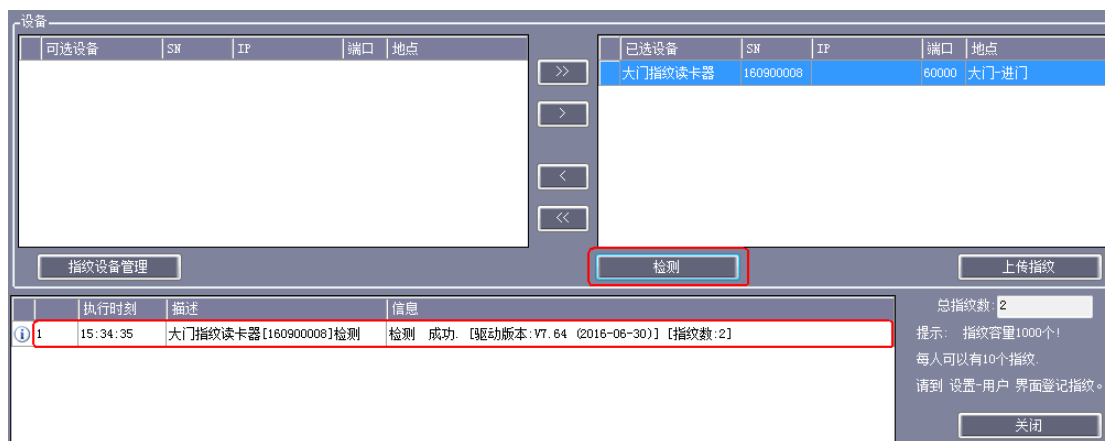 设备
可选设备 SN IP 端口 地点
已选设备 SN IP 端口 地点
大门指纹读卡器 160900008 60000 大门-进门
>>
>
<
<<
指纹设备管理
检测
上传指纹
执行时刻 描述 信息
1 15:34:35 大门指纹读卡器[160900008]检测 检测 成功. [驱动版本:V7.64 (2016-06-30)] [指纹数:2]
总指纹数: 2
提示: 指纹容量1000个!
每人可以有10个指纹.
请到 设置-用户 界面登记指纹。
关闭